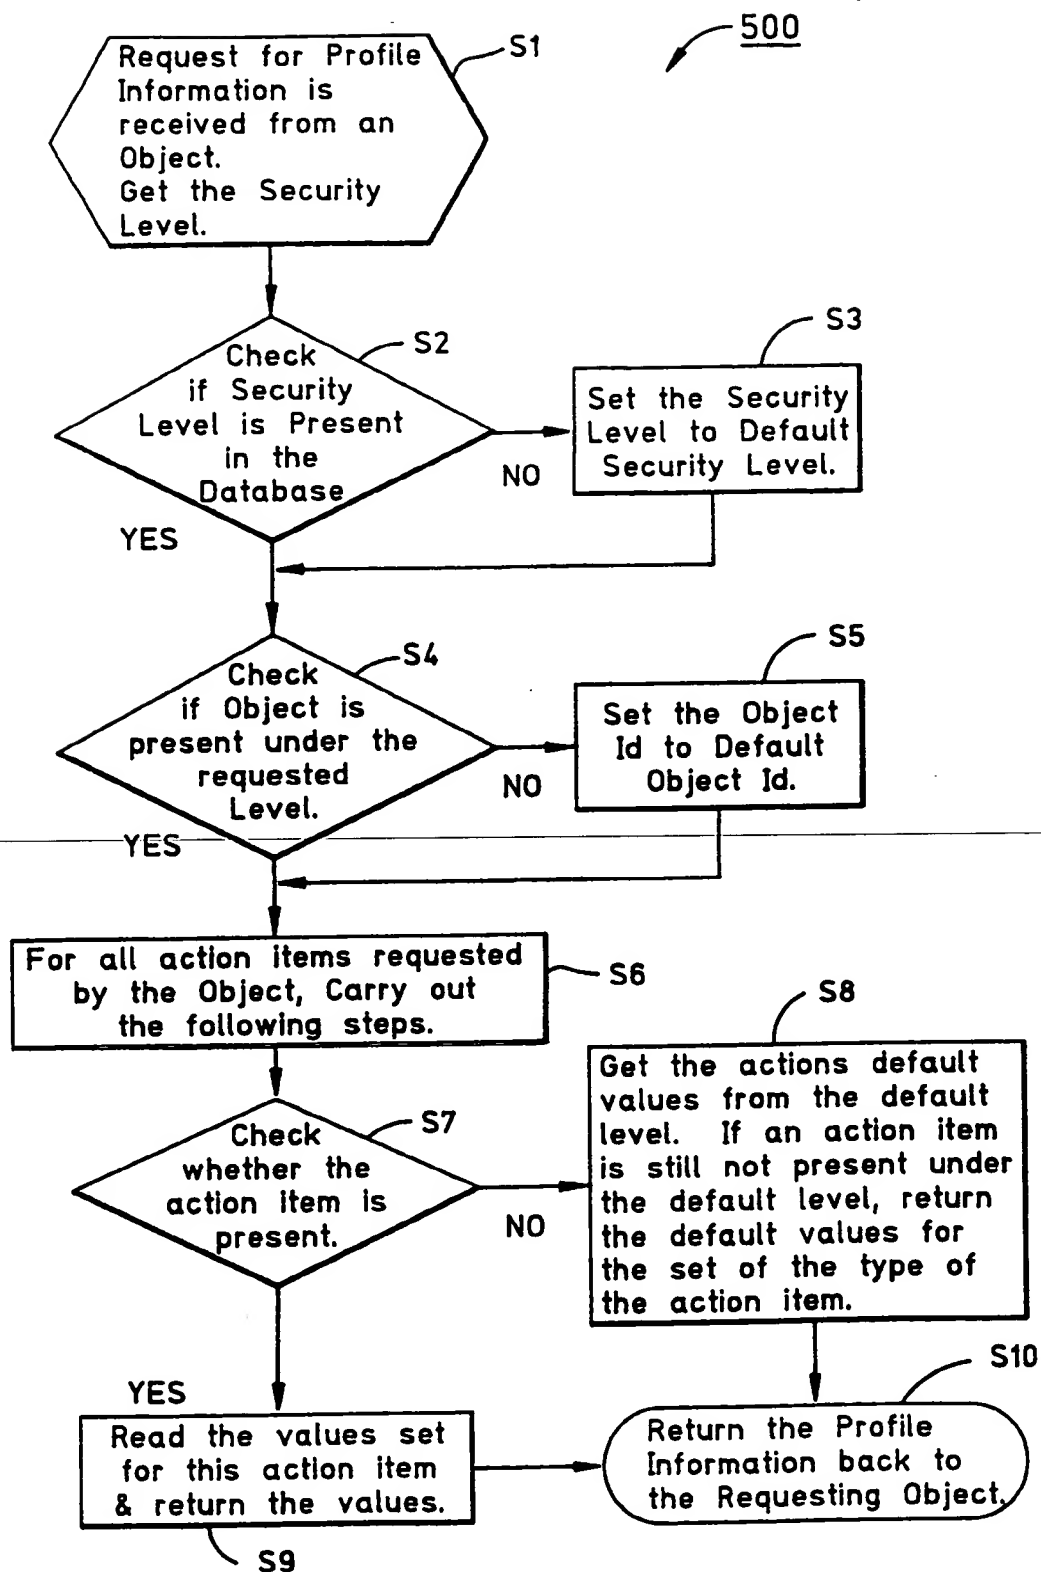 500
S1
Request for Profile
Information is
received from an
Object.
Get the Security
Level.
S2
Check
if Security
Level is Present
in the
Database
NO
YES
S3
Set the Security
Level to Default
Security Level.
S4
Check
if Object is
present under the
requested
Level.
NO
YES
S5
Set the Object
Id to Default
Object Id.
For all action items requested
by the Object, Carry out
the following steps.
S6
S7
Check
whether the
action item is
present.
NO
YES
S8
Get the actions default
values from the default
level. If an action item
is still not present under
the default level, return
the default values for
the set of the type of
the action item.
Read the values set
for this action item
& return the values.
S9
S10
Return the Profile
Information back to
the Requesting Object.